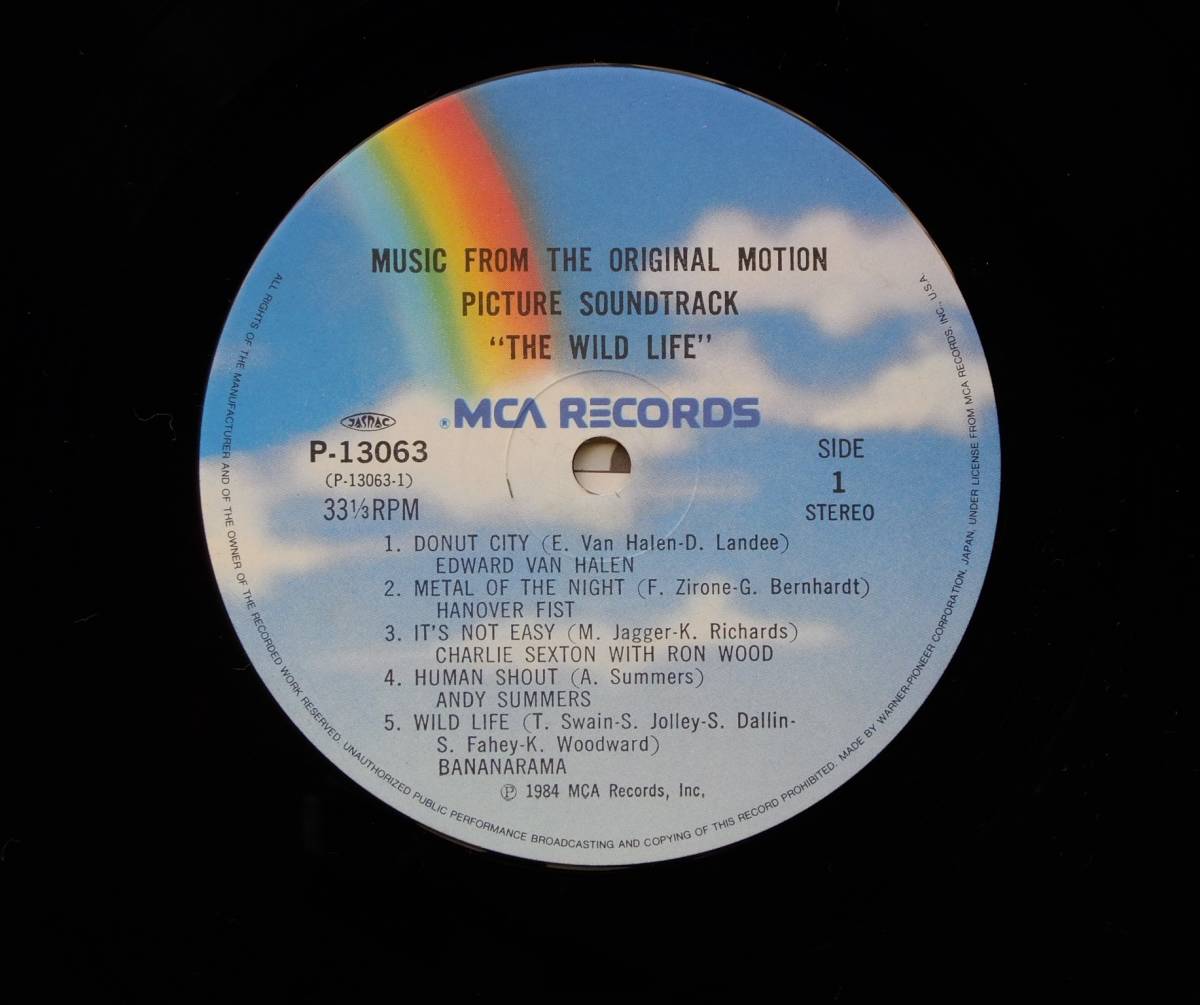 MUSIC FROM THE ORIGINAL MOTION
PICTURE SOUNDTRACK
“THE WILD LIFE”
® MCA RECORDS
JASRAC
P-13063
(P-13063-1)
33⅓RPM
SIDE
1
STEREO
1. DONUT CITY (E. Van Halen-D. Landee)
EDWARD VAN HALEN
2. METAL OF THE NIGHT (F. Zirone-G. Bernhardt)
HANOVER FIST
3. IT'S NOT EASY (M. Jagger-K. Richards)
CHARLIE SEXTON WITH RON WOOD
4. HUMAN SHOUT (A. Summers)
ANDY SUMMERS
5. WILD LIFE (T. Swain-S. Jolley-S. Dallin-
S. Fahey-K. Woodward)
BANANARAMA
℗ 1984 MCA Records, Inc.
ALL RIGHTS OF THE MANUFACTURER AND OF THE OWNER OF THE RECORDED WORK RESERVED. UNAUTHORIZED PUBLIC PERFORMANCE BROADCASTING AND COPYING OF THIS RECORD PROHIBITED. MADE BY WARNER-PIONEER CORPORATION, JAPAN, UNDER LICENSE FROM MCA RECORDS, INC., U.S.A.